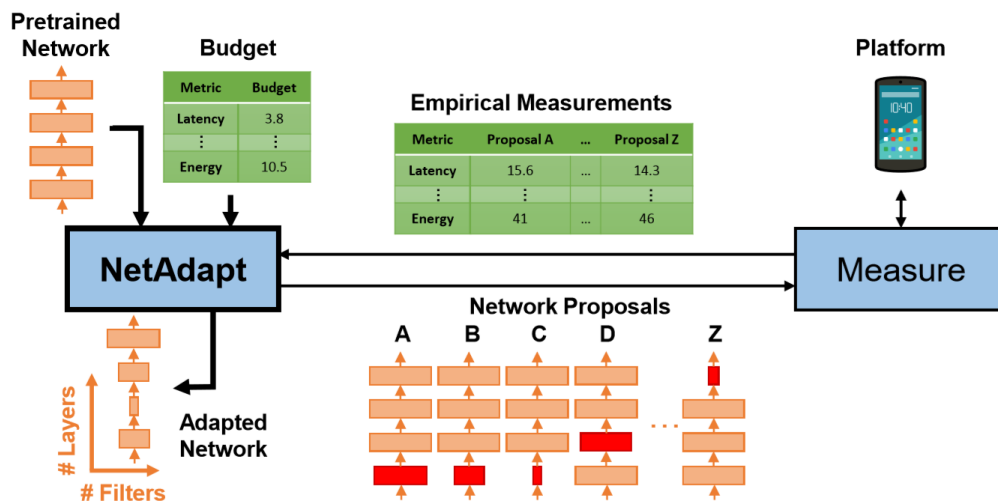 Pretrained
Network
Budget
Metric Budget
Latency 3.8
⋮ ⋮
Energy 10.5
Empirical Measurements
Metric Proposal A ... Proposal Z
Latency 15.6 ... 14.3
⋮ ⋮ ⋮
Energy 41 ... 46
Platform
10:40
NetAdapt
Measure
Network Proposals
A B C D Z
. . .
# Layers
# Filters
Adapted
Network